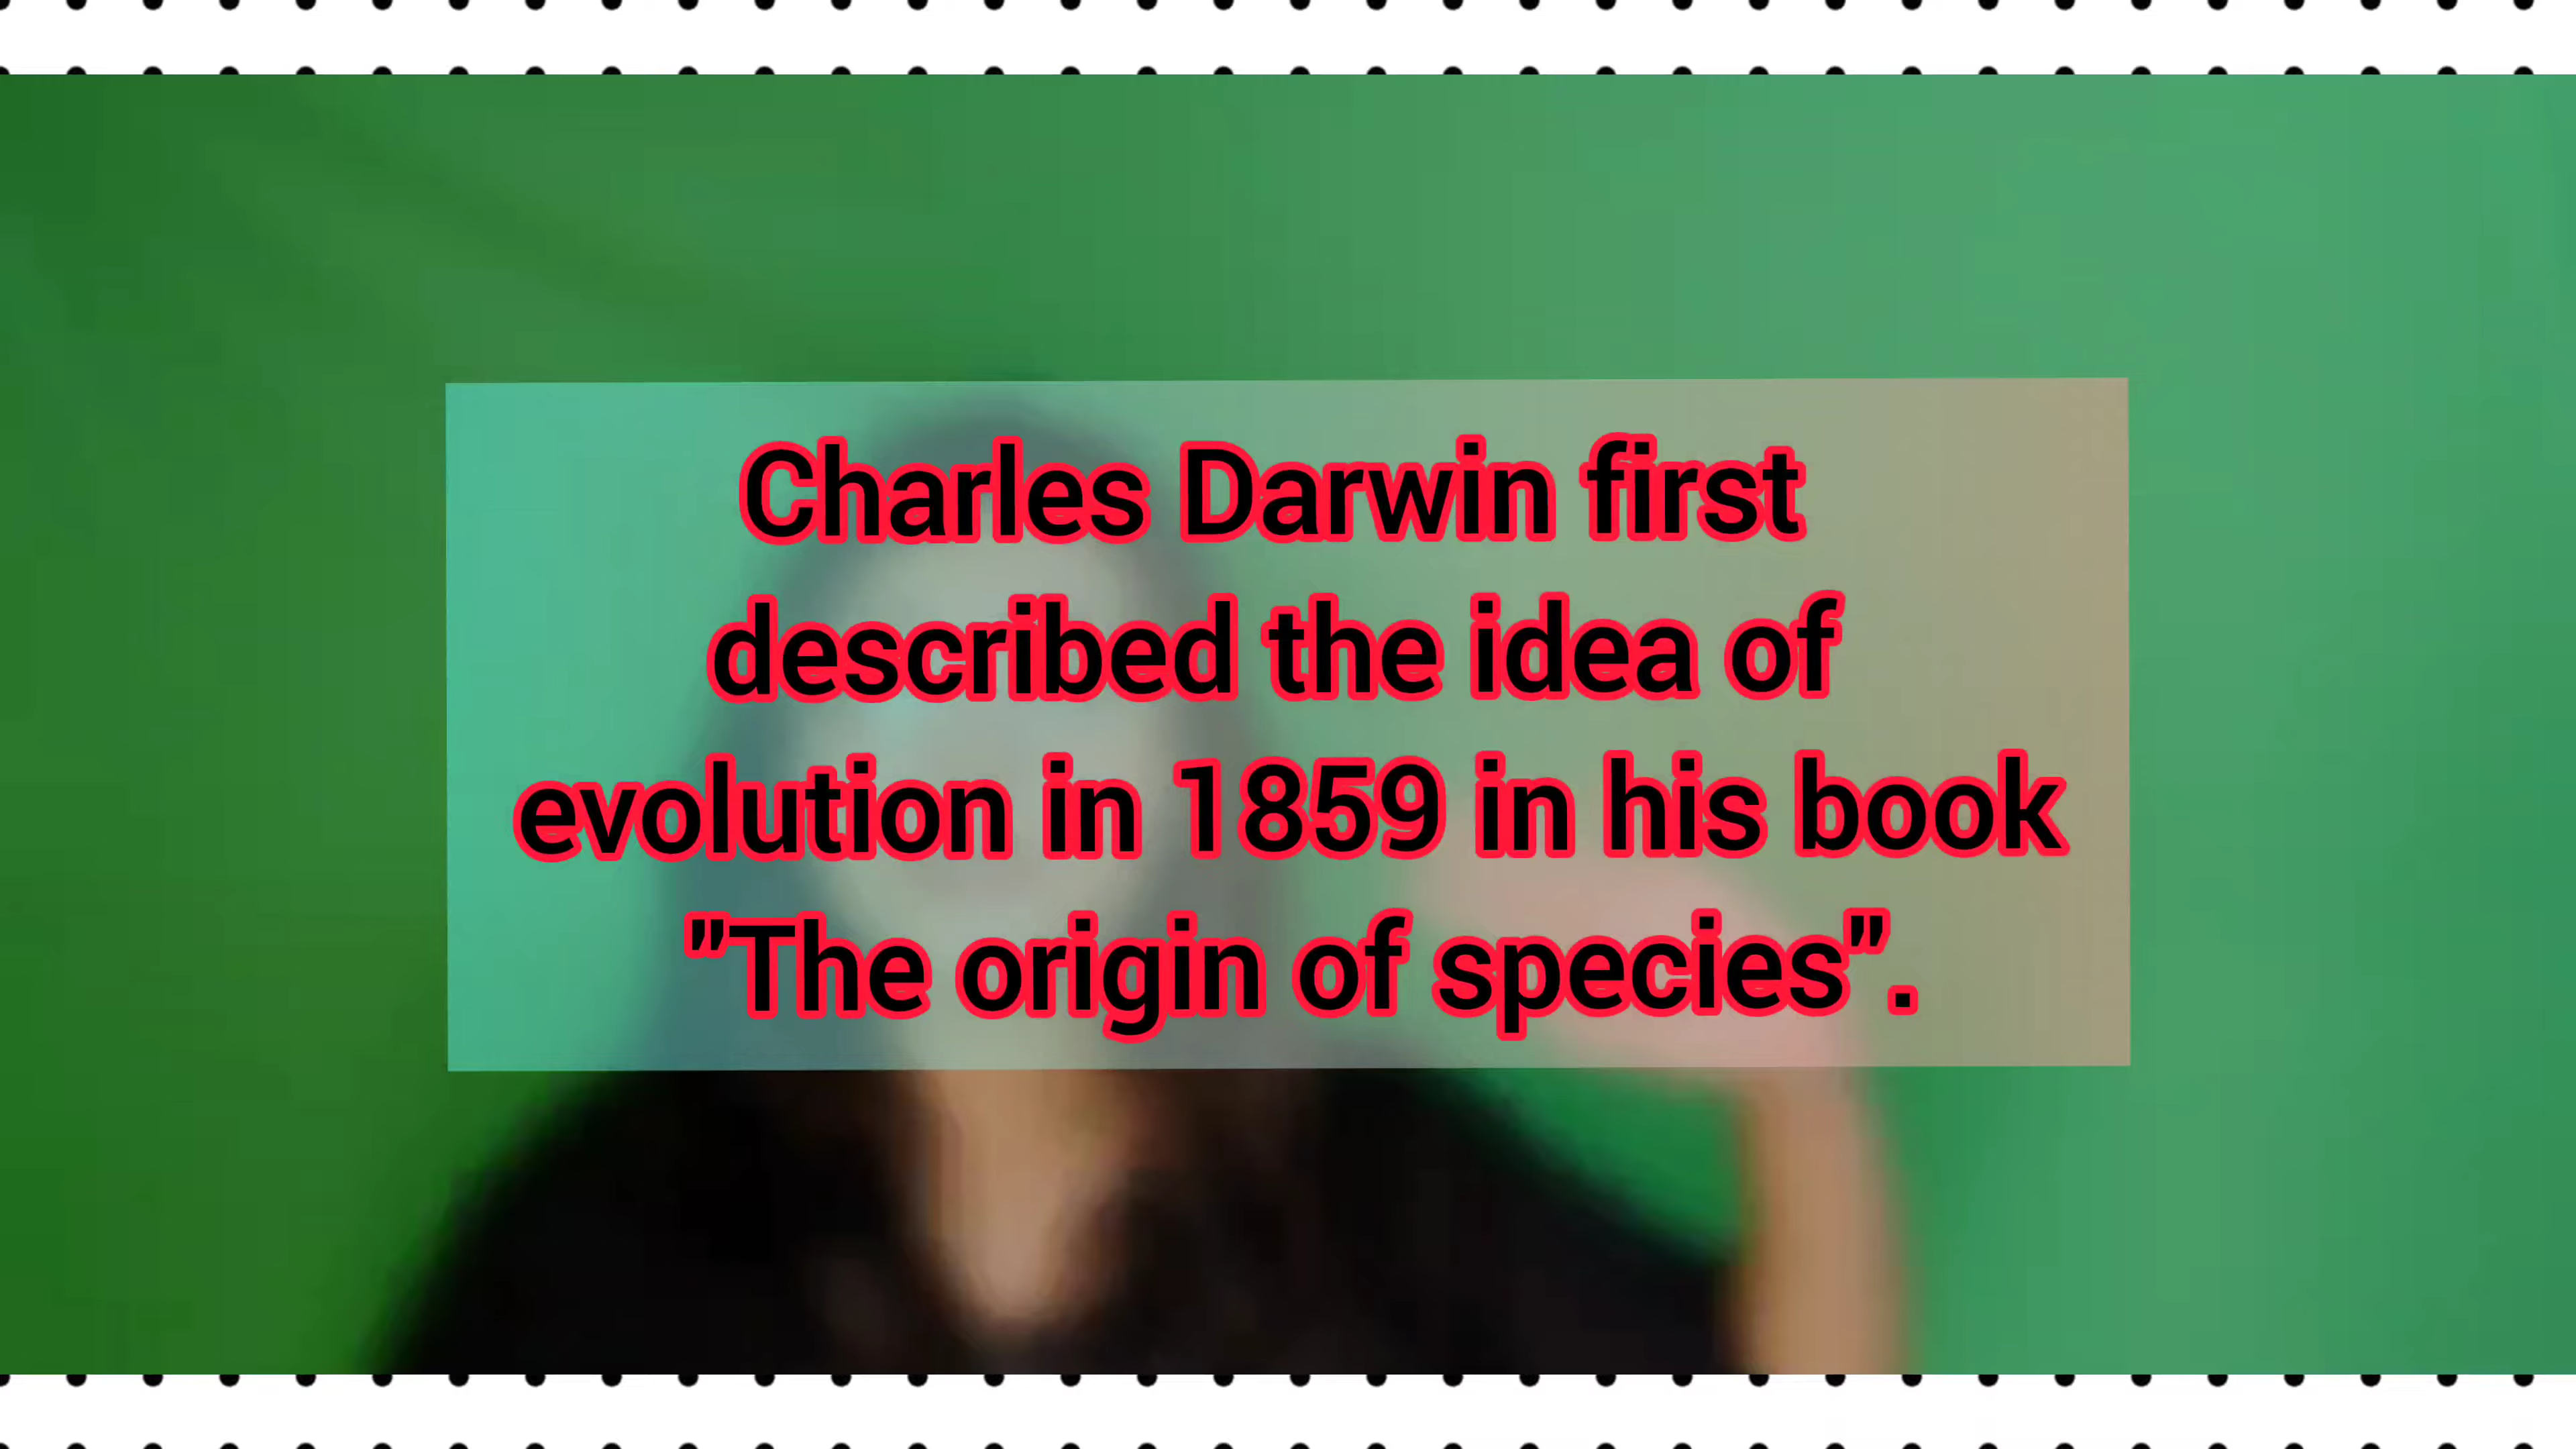 Charles Darwin first
described the idea of
evolution in 1859 in his book
"The origin of species".